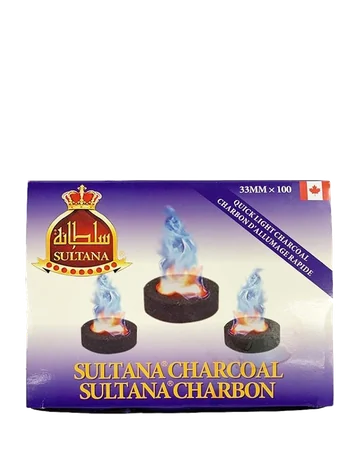 33MM × 100
QUICK LIGHT CHARCOAL
CHARBON D'ALLUMAGE RAPIDE
سلطانة
SULTANA
SULTANA® CHARCOAL
SULTANA® CHARBON